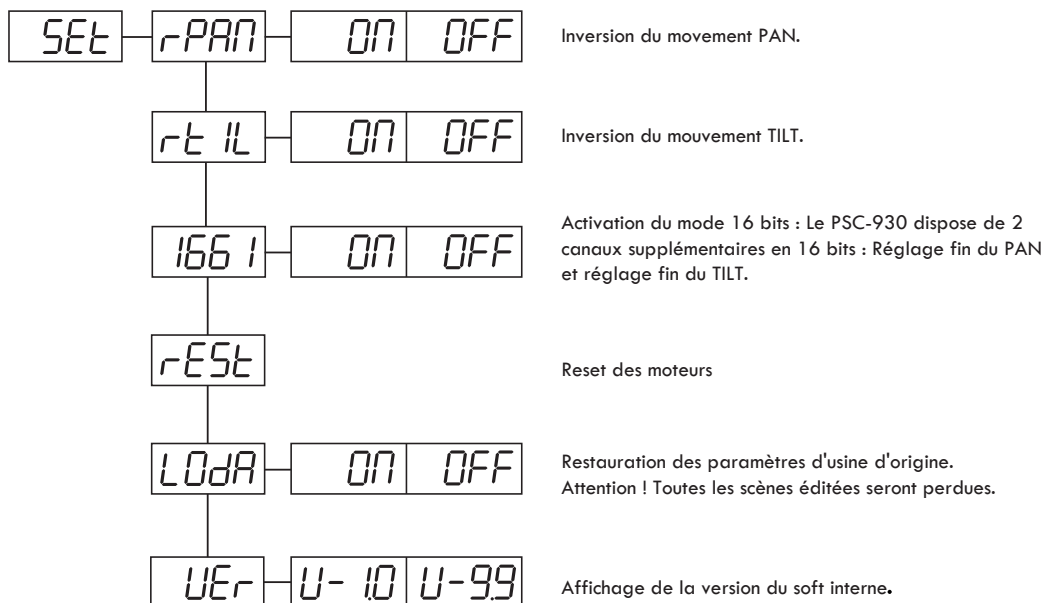 SEt rPAN ON OFF Inversion du movement PAN.
rtIL ON OFF Inversion du mouvement TILT.
Activation du mode 16 bits : Le PSC-930 dispose de 2
1661 ON OFF canaux supplémentaires en 16 bits : Réglage fin du PAN
et réglage fin du TILT.
rESt Reset des moteurs
LOdA ON OFF Restauration des paramètres d'usine d'origine.
Attention ! Toutes les scènes éditées seront perdues.
VEr U-1.0 U-9.9 Affichage de la version du soft interne.